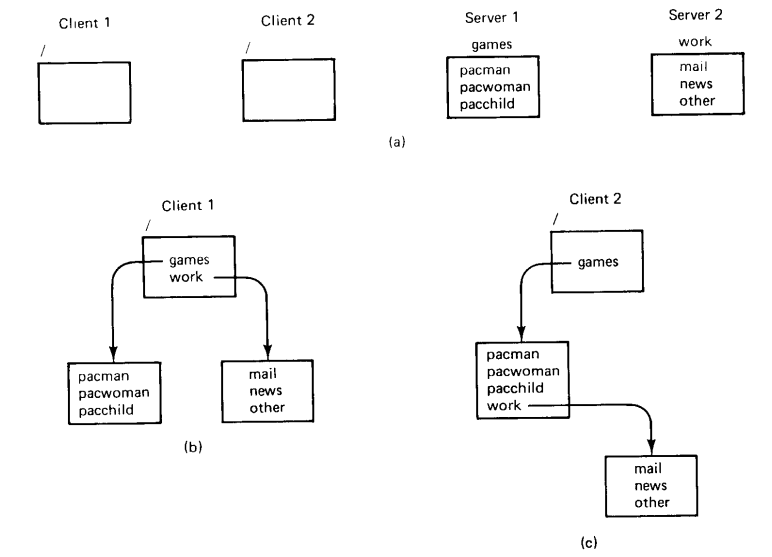 Client 1
Client 2
Server 1
Server 2
/
/
games
work
pacman
pacwoman
pacchild
mail
news
other
(a)
Client 1
/
games
work
pacman
pacwoman
pacchild
mail
news
other
(b)
Client 2
/
games
pacman
pacwoman
pacchild
work
mail
news
other
(c)